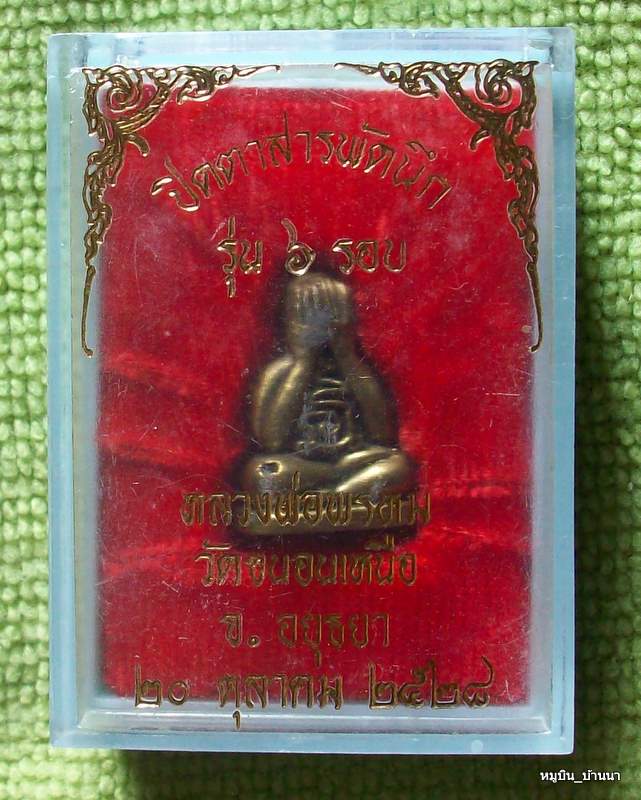 ปิดตาสารพัดนึก
รุ่น ๖ รอบ
หลวงพ่อพรหม
วัดขนอนเหนือ
จ. อยุธยา
๒๐ ตุลาคม ๒๕๒๘
หมูบิน_บ้านนา